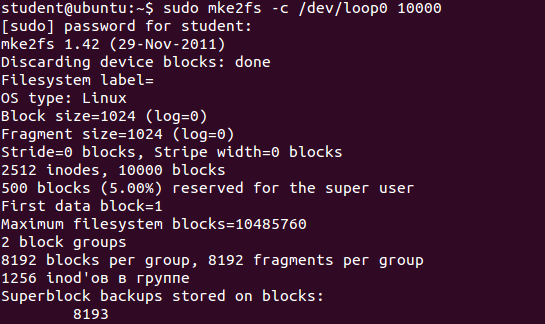 student@ubuntu:~$ sudo mke2fs -c /dev/loop0 10000
[sudo] password for student:
mke2fs 1.42 (29-Nov-2011)
Discarding device blocks: done
Filesystem label=
OS type: Linux
Block size=1024 (log=0)
Fragment size=1024 (log=0)
Stride=0 blocks, Stripe width=0 blocks
2512 inodes, 10000 blocks
500 blocks (5.00%) reserved for the super user
First data block=1
Maximum filesystem blocks=10485760
2 block groups
8192 blocks per group, 8192 fragments per group
1256 inod'ов в группе
Superblock backups stored on blocks:
8193